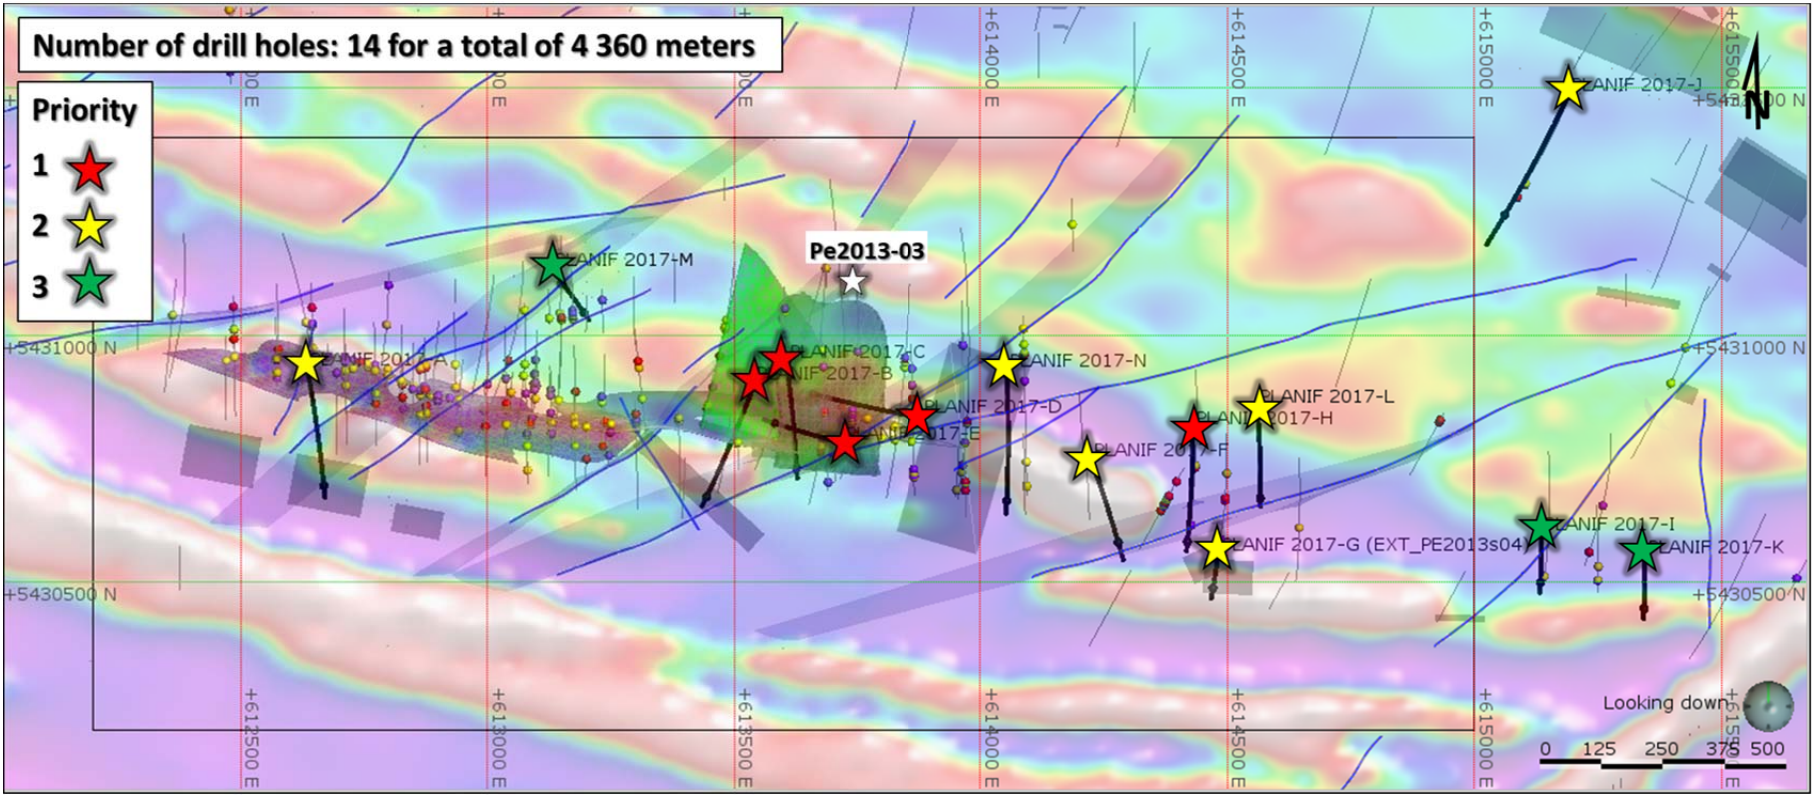 Number of drill holes: 14 for a total of 4 360 meters
Priority
1
2
3
+614000 E
+614500 E
+615000 E
PLANIF 2017-J
N
Pe2013-03
PLANIF 2017-M
+5431000 N
PLANIF 2017-A
PLANIF 2017-C
PLANIF 2017-B
PLANIF 2017-N
+5431000 N
PLANIF 2017-D
PLANIF 2017-L
PLANIF 2017-H
PLANIF 2017-E
PLANIF 2017-F
PLANIF 2017-I
PLANIF 2017-G (EXT_PE2013s04)
PLANIF 2017-K
+5430500 N
+5430500 N
+612500 E
+613000 E
+613500 E
+614000 E
+614500 E
+615000 E
Looking down
0 125 250 375 500